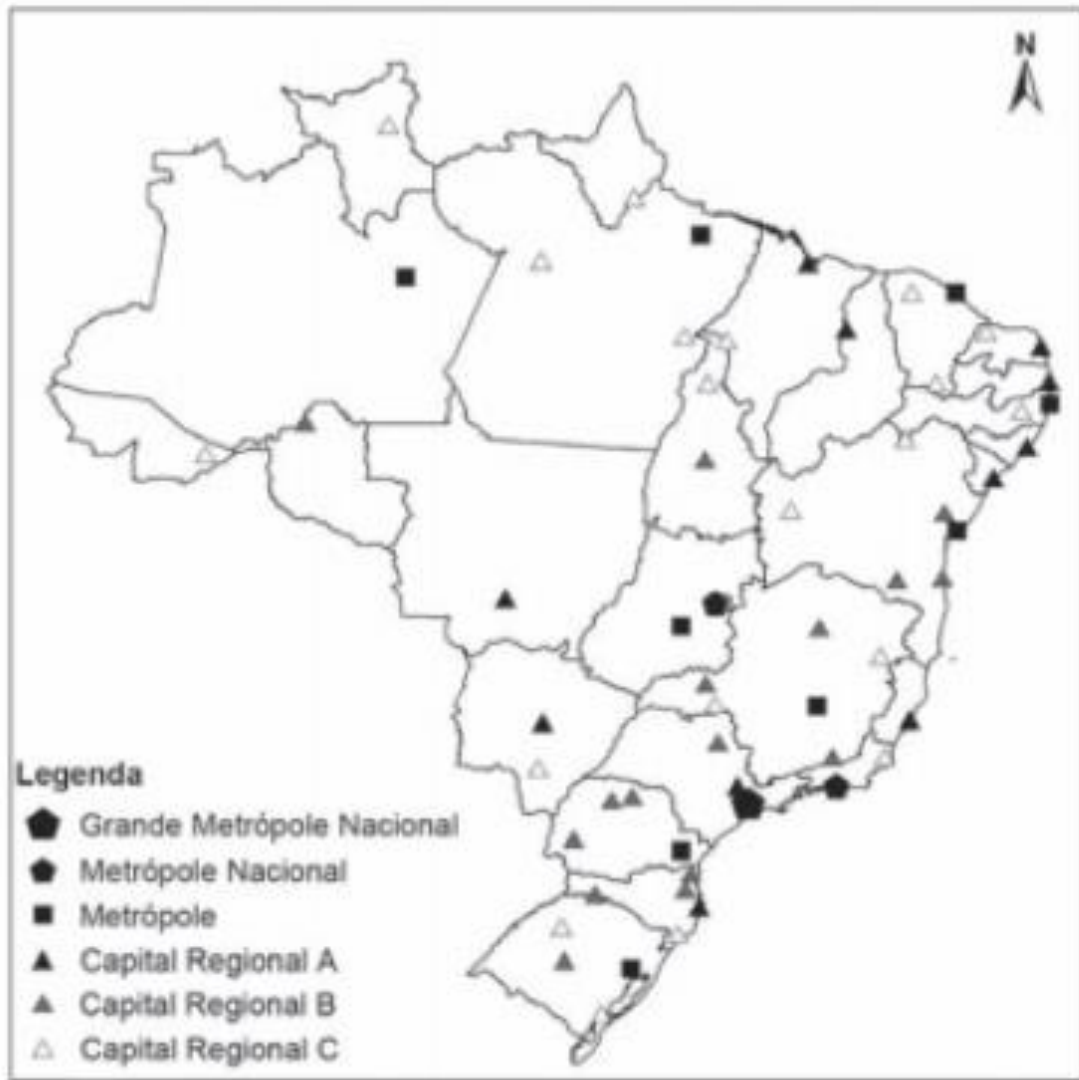 N
Legenda
Grande Metrópole Nacional
Metrópole Nacional
Metrópole
Capital Regional A
Capital Regional B
Capital Regional C